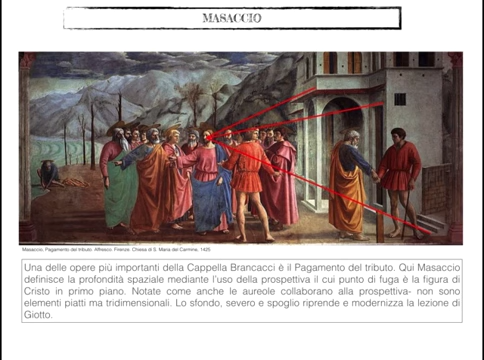 MASACCIO
Masaccio, Pagamento del tributo. Affresco. Firenze. Chiesa di S. Maria del Carmine, 1425
Una delle opere più importanti della Cappella Brancacci è il Pagamento del tributo. Qui Masaccio
definisce la profondità spaziale mediante l'uso della prospettiva il cui punto di fuga è la figura di
Cristo in primo piano. Notate come anche le aureole collaborano alla prospettiva- non sono
elementi piatti ma tridimensionali. Lo sfondo, severo e spoglio riprende e modernizza la lezione di
Giotto.